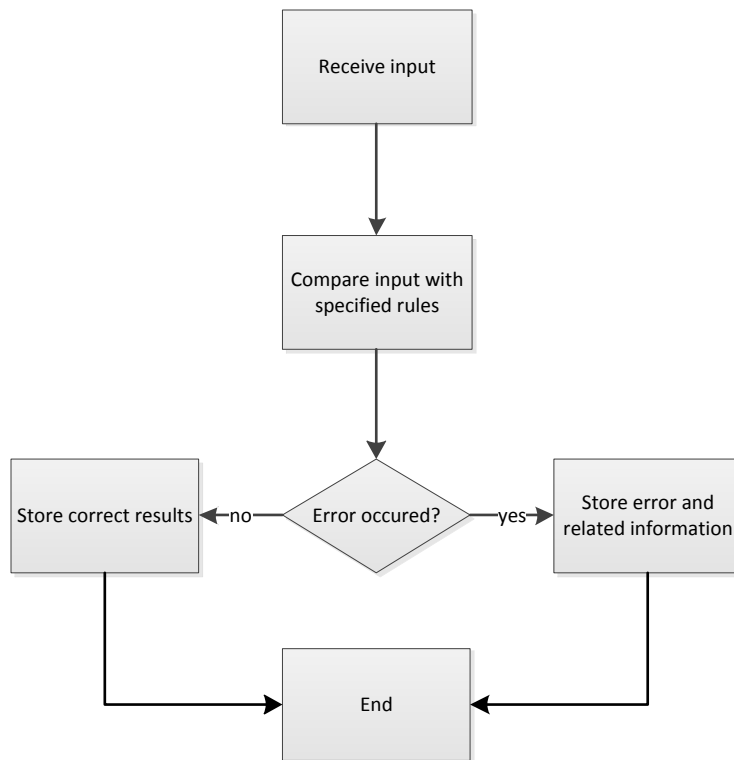 Receive input
Compare input with
specified rules
Store correct results
no
Error occured?
yes
Store error and
related information
End